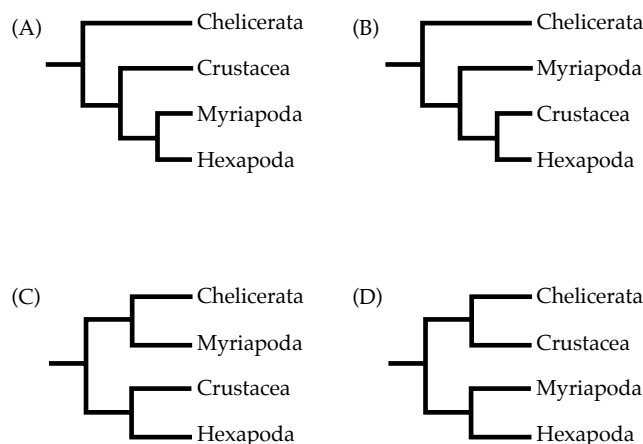 (A)
Chelicerata
Crustacea
Myriapoda
Hexapoda
(B)
Chelicerata
Myriapoda
Crustacea
Hexapoda
(C)
Chelicerata
Myriapoda
Crustacea
Hexapoda
(D)
Chelicerata
Crustacea
Myriapoda
Hexapoda